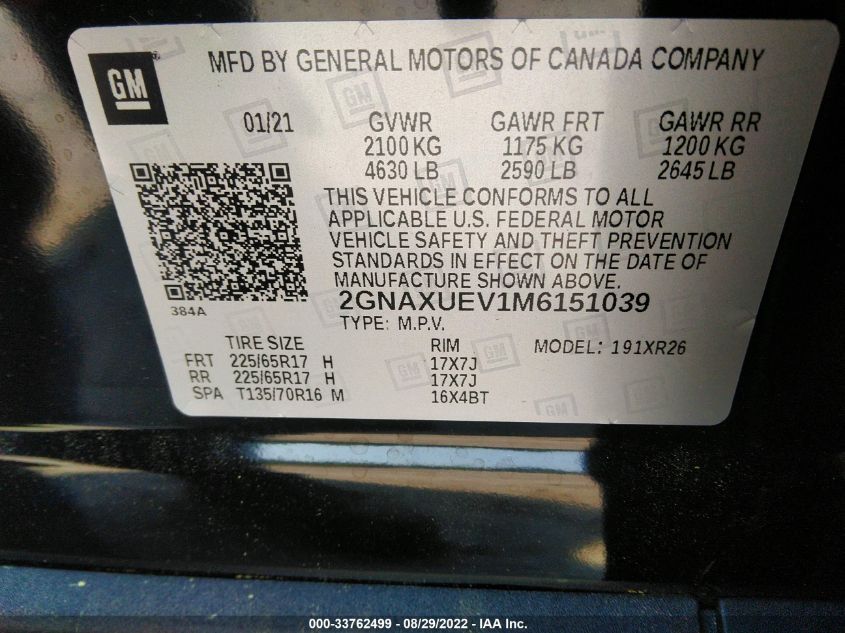 GM
MFD BY GENERAL MOTORS OF CANADA COMPANY
01/21 GVWR GAWR FRT GAWR RR
2100 KG 1175 KG 1200 KG
4630 LB 2590 LB 2645 LB
THIS VEHICLE CONFORMS TO ALL
APPLICABLE U.S. FEDERAL MOTOR
VEHICLE SAFETY AND THEFT PREVENTION
STANDARDS IN EFFECT ON THE DATE OF
MANUFACTURE SHOWN ABOVE.
2GNAXUEV1M6151039
384A
TYPE: M.P.V.
TIRE SIZE RIM MODEL: 191XR26
FRT 225/65R17 H 17X7J
RR 225/65R17 H 17X7J
SPA T135/70R16 M 16X4BT
000-33762499 - 08/29/2022 - IAA Inc.